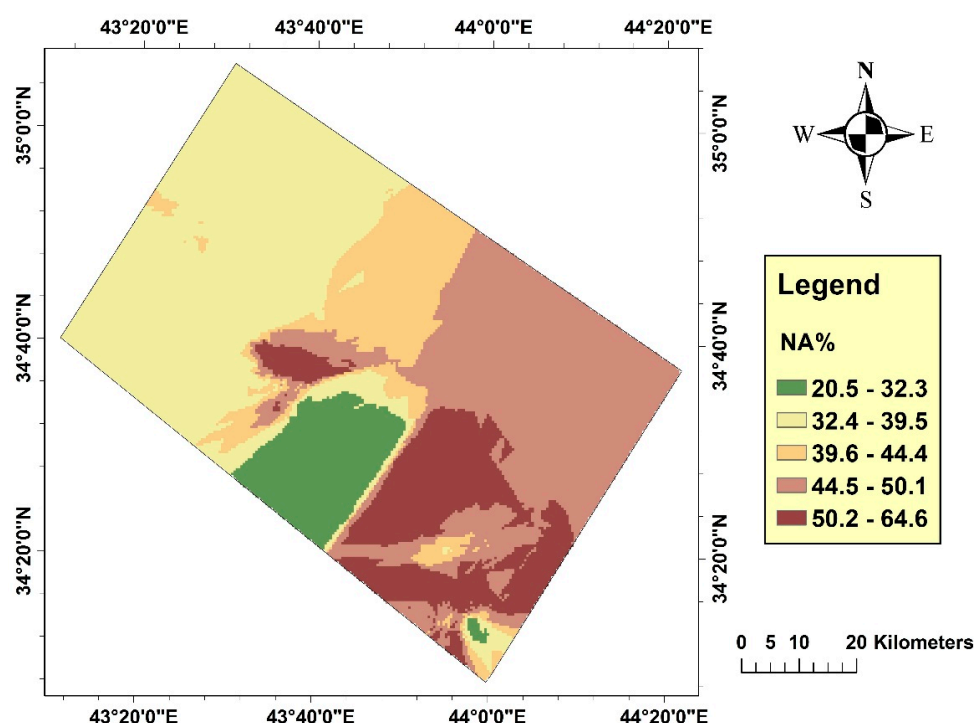 43°20'0"E 43°40'0"E 44°0'0"E 44°20'0"E
35°0'0"N
34°40'0"N
34°20'0"N
35°0'0"N
34°40'0"N
34°20'0"N
43°20'0"E 43°40'0"E 44°0'0"E 44°20'0"E
N
W E
S
Legend
NA%
20.5 - 32.3
32.4 - 39.5
39.6 - 44.4
44.5 - 50.1
50.2 - 64.6
0 5 10 20 Kilometers